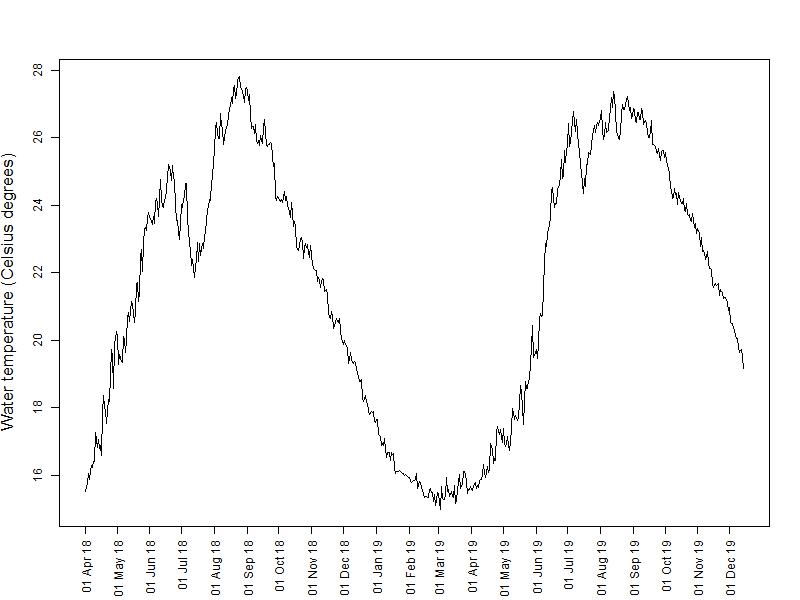 Water temperature (Celsius degrees)
28
26
24
22
20
18
16
01 Apr 18
01 May 18
01 Jun 18
01 Jul 18
01 Aug 18
01 Sep 18
01 Oct 18
01 Nov 18
01 Dec 18
01 Jan 19
01 Feb 19
01 Mar 19
01 Apr 19
01 May 19
01 Jun 19
01 Jul 19
01 Aug 19
01 Sep 19
01 Oct 19
01 Nov 19
01 Dec 19